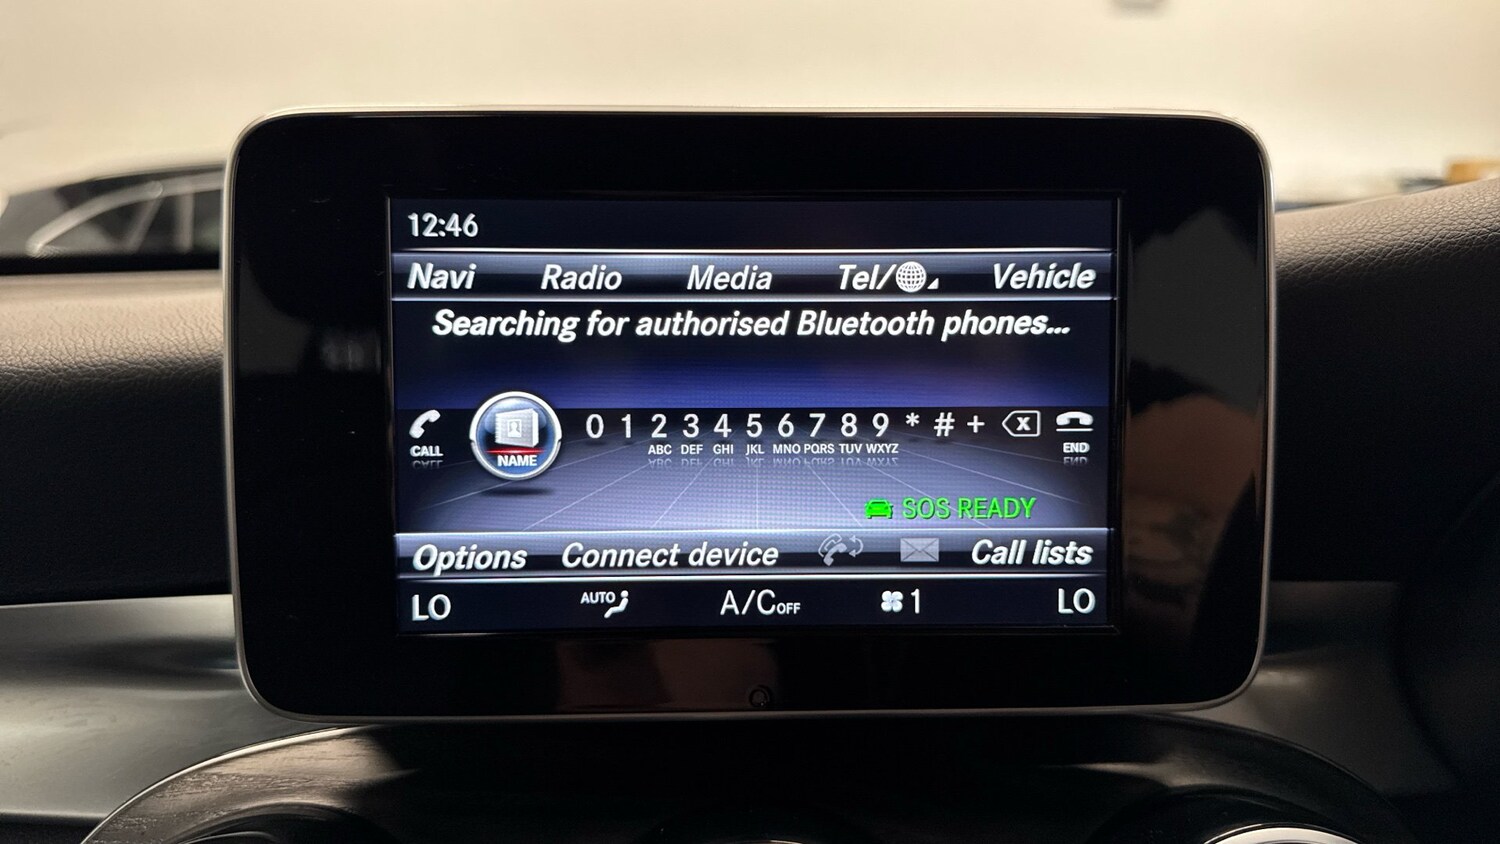 12:46
Navi Radio Media Tel/ Vehicle
Searching for authorised Bluetooth phones...
CALL NAME 0 1 2 3 4 5 6 7 8 9 * # + X END
ABC DEF GHI JKL MNO PQRS TUV WXYZ
SOS READY
Options Connect device Call lists
LO AUTO A/C OFF 1 LO